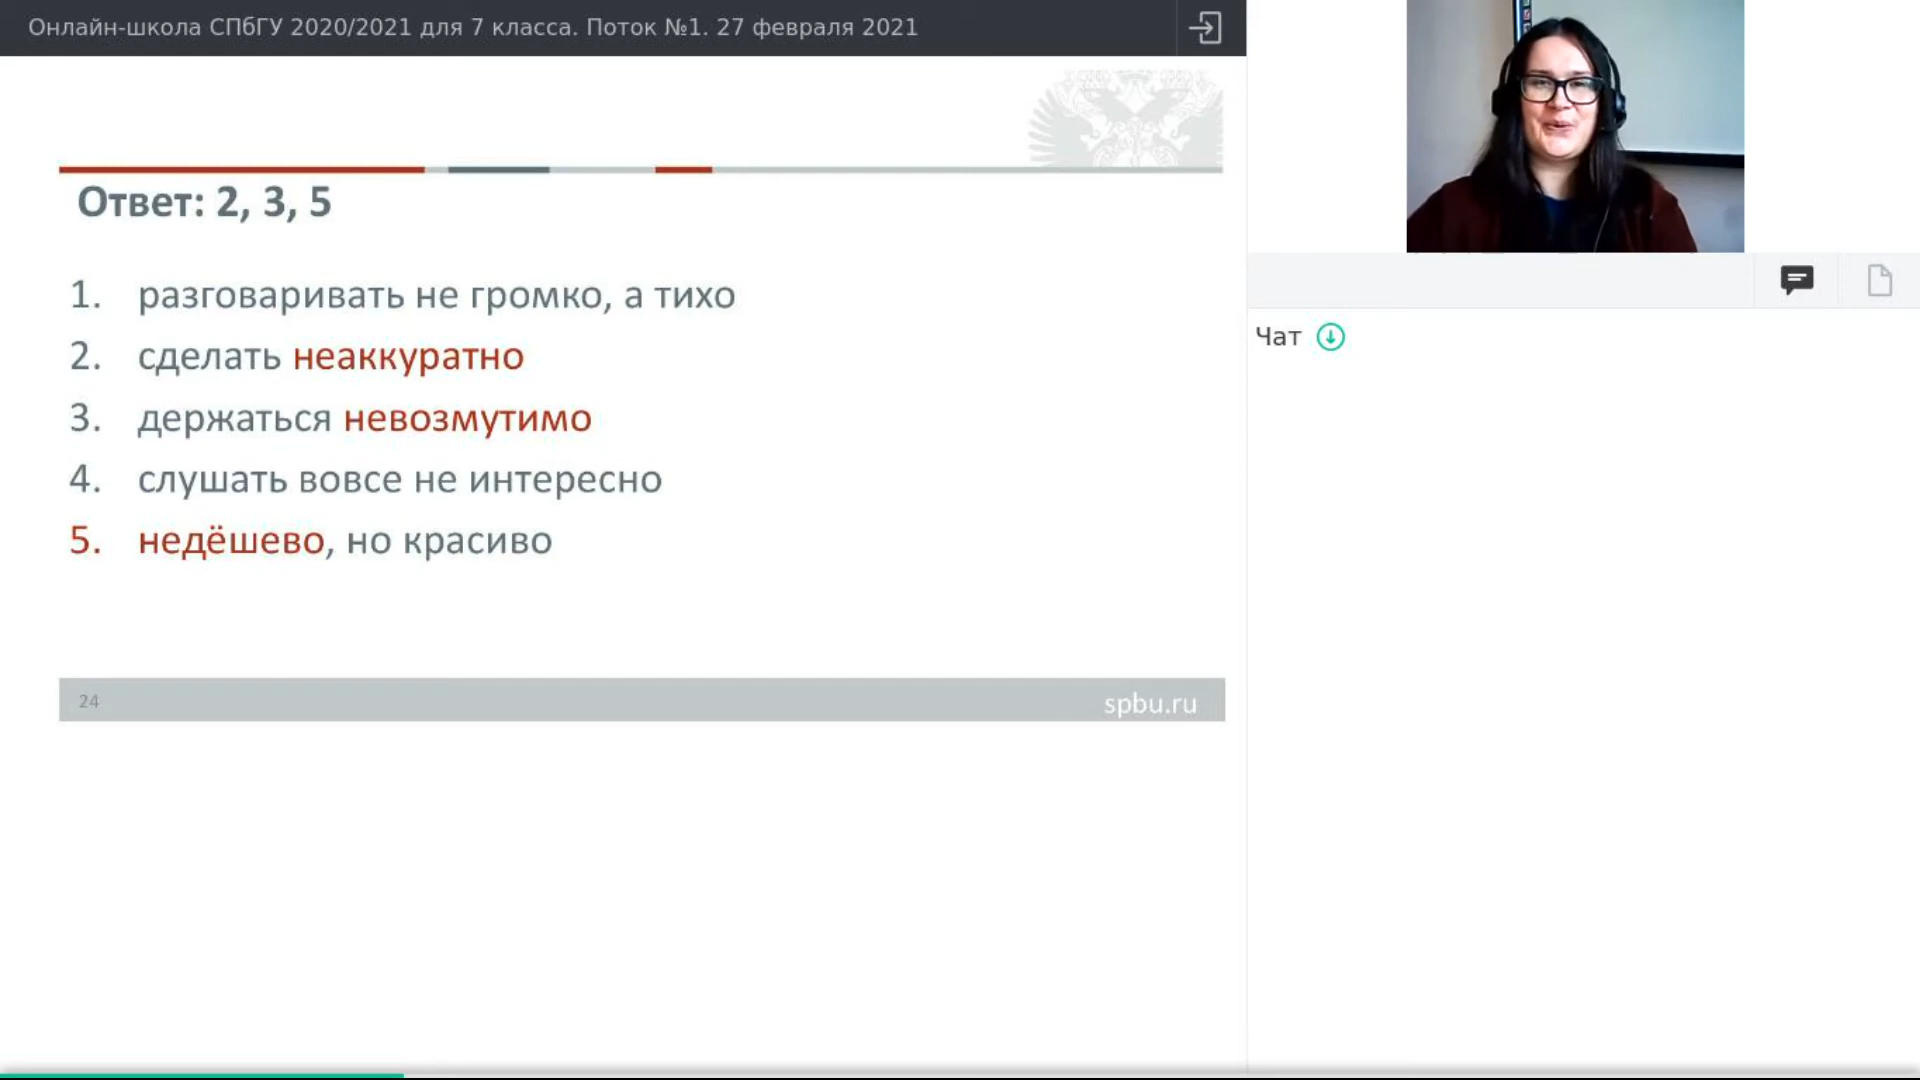 Онлайн-школа СПбГУ 2020/2021 для 7 класса. Поток №1. 27 февраля 2021
Ответ: 2, 3, 5
1. разговаривать не громко, а тихо
2. сделать неаккуратно
3. держаться невозмутимо
4. слушать вовсе не интересно
5. недёшево, но красиво
24
spbu.ru
Чат